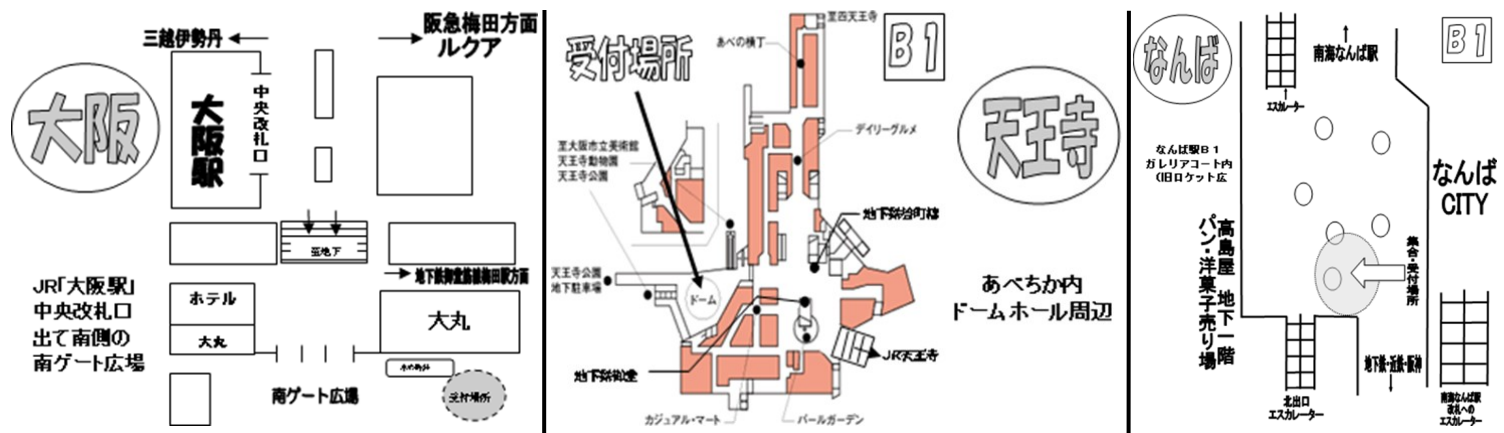 三越伊勢丹
阪急梅田方面
ルクア
大阪
大阪駅
中央改札口
至地下
地下鉄御堂筋線梅田駅方面
JR「大阪駅」
中央改札口
出て南側の
南ゲート広場
ホテル
大丸
大丸
水の時計
南ゲート広場
受付場所
受付場所
B1
至四天王寺
あべの横丁
デイリーグルメ
天王寺
至大阪市立美術館
天王寺動物園
天王寺公園
天王寺公園
地下駐車場
ドーム
あべちか内
ドームホール周辺
JR天王寺
カジュアル・マート
パールガーデン
なんば
B1
南海なんば駅
エスカレーター
なんば駅B1
ガレリアコート内
(旧ロケット広
なんば
CITY
高島屋 地下一階
パン・洋菓子売り場
集合・受付場所
北出口
エスカレーター
地下鉄・近鉄・阪神
南海なんば駅
改札への
エスカレーター